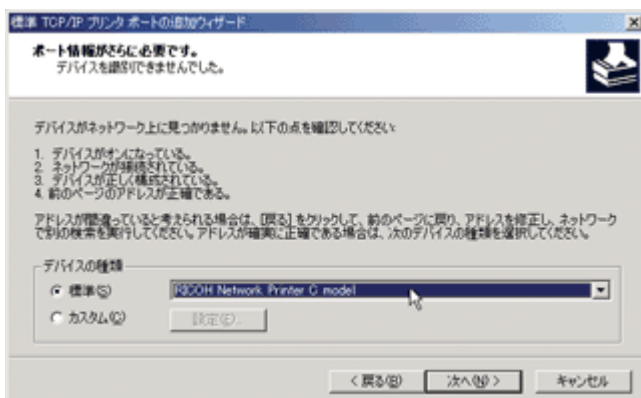 標準 TCP/IP プリンタ ポートの追加ウィザード
ポート情報がさらに必要です。
デバイスを識別できませんでした。
デバイスがネットワーク上に見つかりません。以下の点を確認してください:
1. デバイスがオンになっている。
2. ネットワークが接続されている。
3. デバイスが正しく構成されている。
4. 前のページのアドレスが正確である。
アドレスが間違っていると考えられる場合は、[戻る] をクリックして、前のページに戻り、アドレスを修正し、ネットワーク
で別の検索を実行してください。アドレスが確実に正確である場合は、次のデバイスの種類を選択してください。
デバイスの種類
標準(S)
RICOH Network Printer C model
カスタム(C)
設定(E)...
< 戻る(B)
次へ(N) >
キャンセル